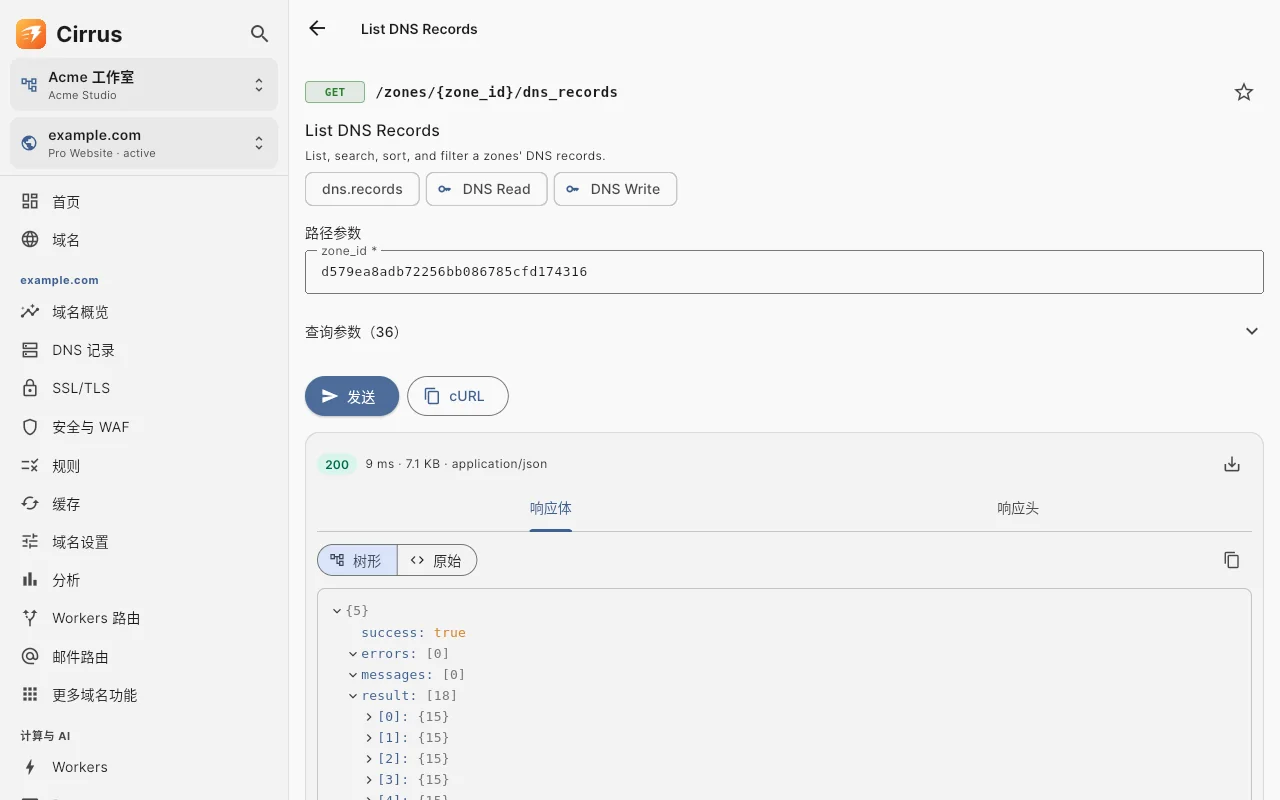 Cirrus
Acme 工作室
Acme Studio
example.com
Pro Website · active
首页
域名
example.com
域名概览
DNS 记录
SSL/TLS
安全与 WAF
规则
缓存
域名设置
分析
Workers 路由
邮件路由
更多域名功能
计算与 AI
Workers
List DNS Records
GET /zones/{zone_id}/dns_records
List DNS Records
List, search, sort, and filter a zones' DNS records.
dns.records DNS Read DNS Write
路径参数
zone_id *
d579ea8adb72256bb086785cfd174316
查询参数（36）
发送 cURL
200 9 ms · 7.1 KB · application/json
响应体 响应头
树形 原始
{5}
success: true
errors: [0]
messages: [0]
result: [18]
[0]: {15}
[1]: {15}
[2]: {15}
[3]: {15}
[4]: {15}